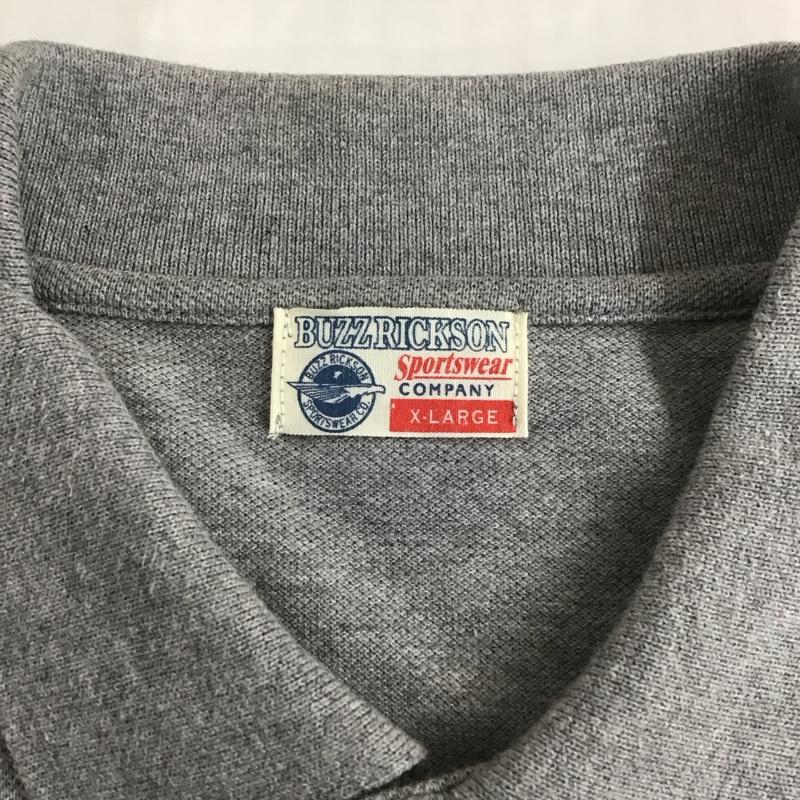 BUZZ RICKSON
Sportswear
COMPANY
X-LARGE
BUZZ RICKSON
SPORTSWEAR CO.